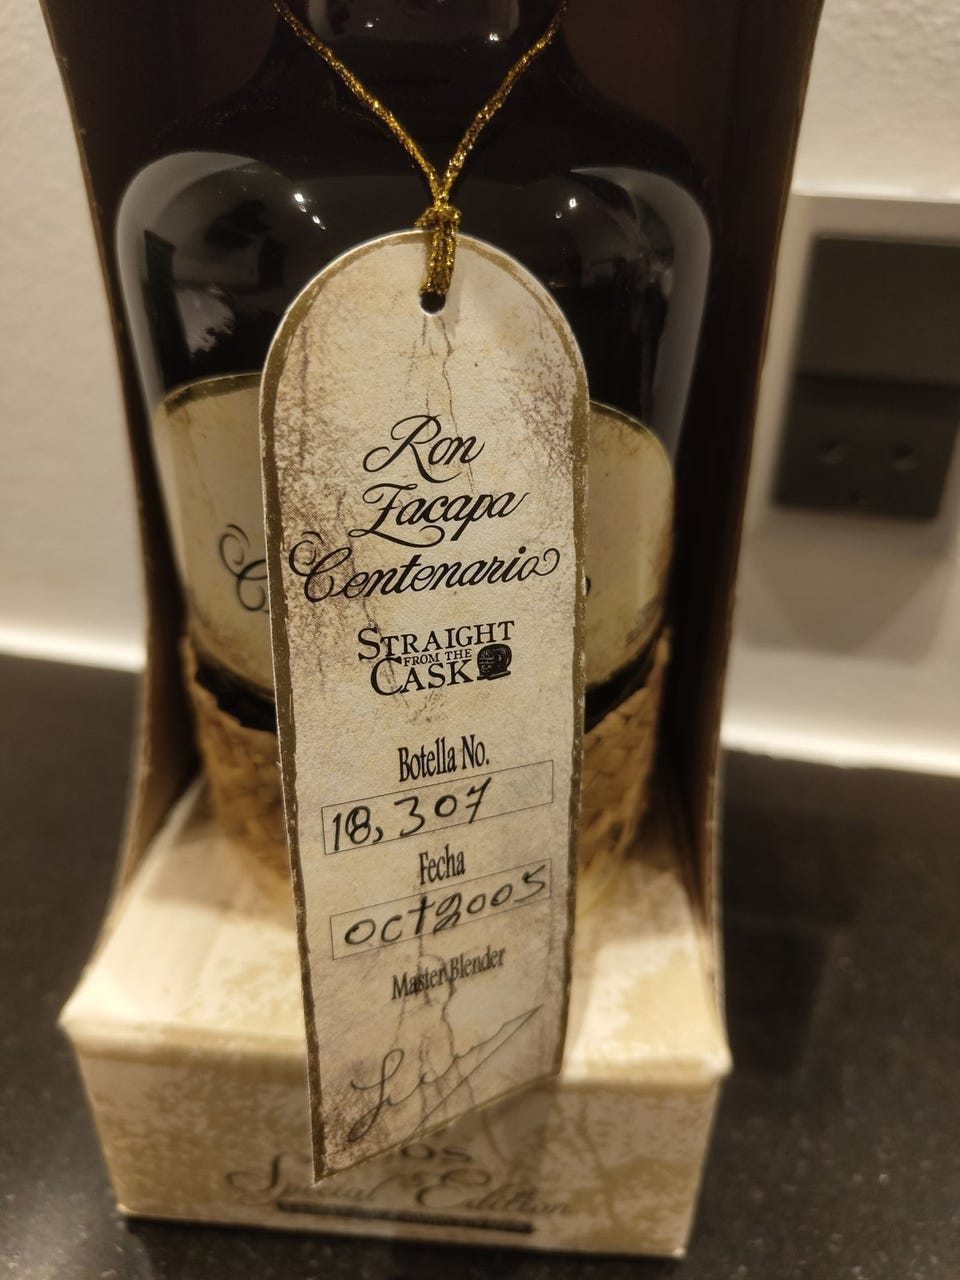 Ron
Zacapa
Centenario
STRAIGHT
FROM THE
CASK
Botella No.
18,307
Fecha
oct2005
Master Blender
Special Edition